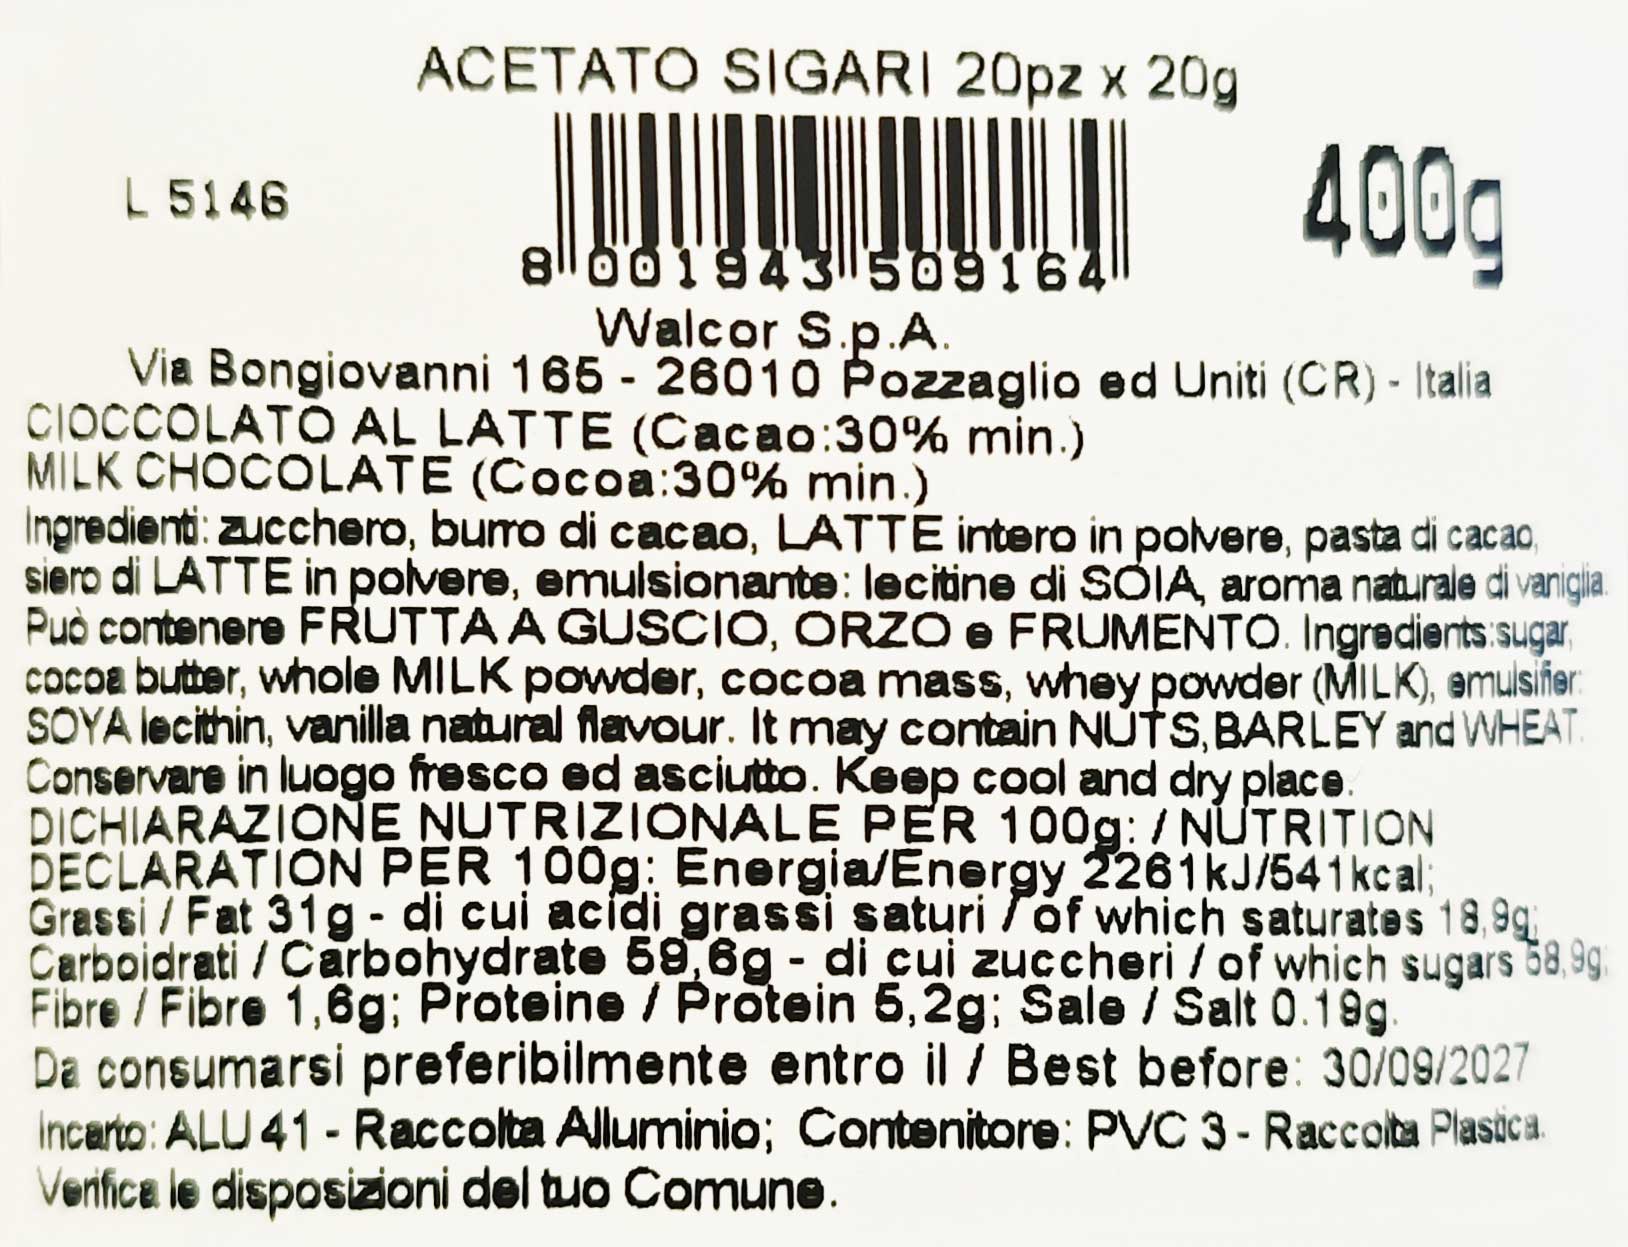 ACETATO SIGARI 20pz x 20g
L 5146
400g
8 001943 509164
Walcor S.p.A.
Via Bongiovanni 165 - 26010 Pozzaglio ed Uniti (CR) - Italia
CIOCCOLATO AL LATTE (Cacao:30% min.)
MILK CHOCOLATE (Cocoa:30% min.)
Ingredienti: zucchero, burro di cacao, LATTE intero in polvere, pasta di cacao,
siero di LATTE in polvere, emulsionante: lecitine di SOIA, aroma naturale di vaniglia.
Può contenere FRUTTA A GUSCIO, ORZO e FRUMENTO. Ingredients:sugar,
cocoa butter, whole MILK powder, cocoa mass, whey powder (MILK), emulsifier:
SOYA lecithin, vanilla natural flavour. It may contain NUTS,BARLEY and WHEAT.
Conservare in luogo fresco ed asciutto. Keep cool and dry place.
DICHIARAZIONE NUTRIZIONALE PER 100g: / NUTRITION
DECLARATION PER 100g: Energia/Energy 2261kJ/541kcal;
Grassi / Fat 31g - di cui acidi grassi saturi / of which saturates 18,9g;
Carboidrati / Carbohydrate 59,6g - di cui zuccheri / of which sugars 58,9g;
Fibre / Fibre 1,6g; Proteine / Protein 5,2g; Sale / Salt 0.19g.
Da consumarsi preferibilmente entro il / Best before: 30/09/2027
Incarto: ALU 41 - Raccolta Alluminio; Contenitore: PVC 3 - Raccolta Plastica.
Verifica le disposizioni del tuo Comune.